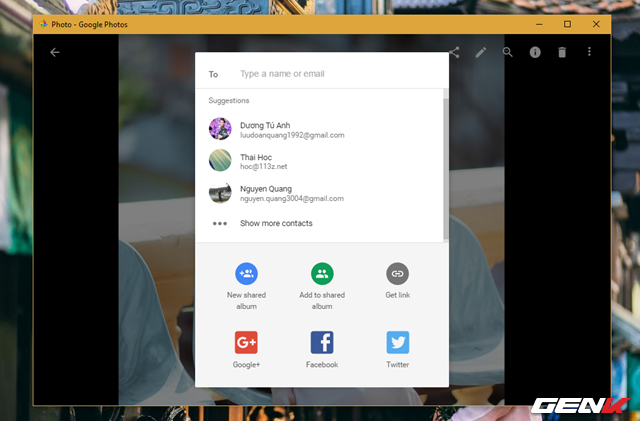 Photo - Google Photos
To Type a name or email
Suggestions
Dương Tú Anh
luudoanquang1992@gmail.com
Thai Hoc
hoc@113z.net
Nguyen Quang
nguyen.quang3004@gmail.com
Show more contacts
New shared album
Add to shared album
Get link
Google+
Facebook
Twitter
GENK